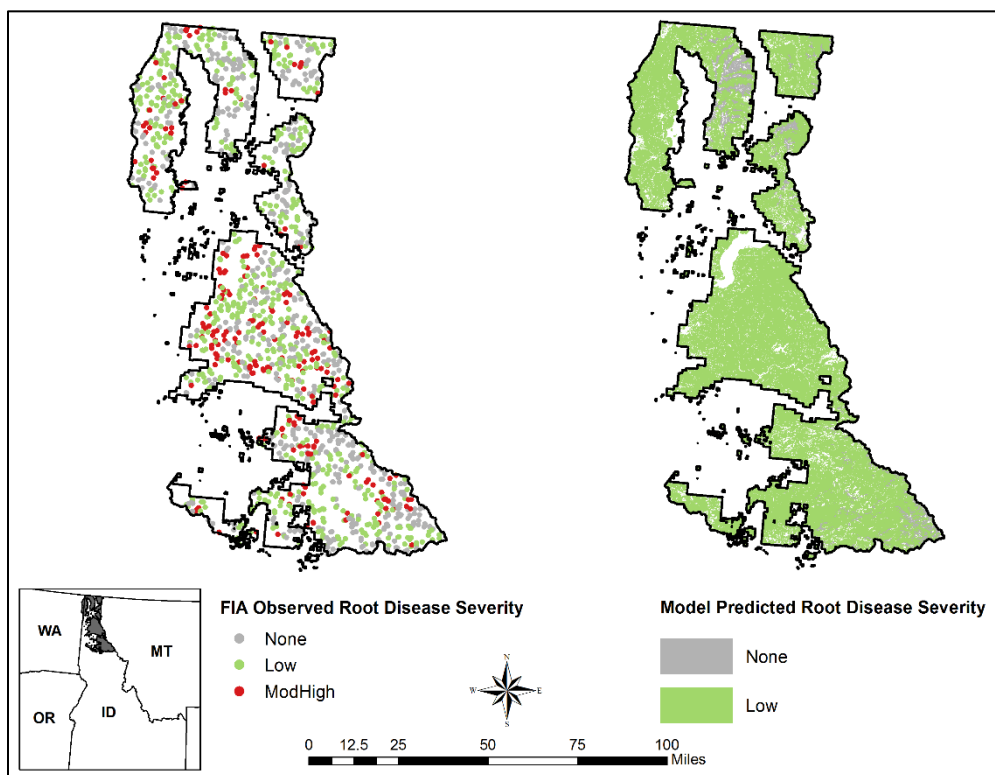 FIA Observed Root Disease Severity
None
Low
ModHigh
Model Predicted Root Disease Severity
None
Low
WA
MT
OR
ID
N
W
E
S
0 12.5 25 50 75 100
Miles